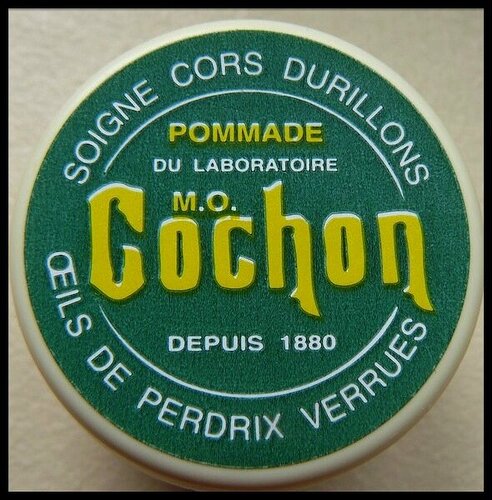 SOIGNE CORS DURILLONS
POMMADE
DU LABORATOIRE
M.O.
Cochon
DEPUIS 1880
ŒILS DE PERDRIX VERRUES